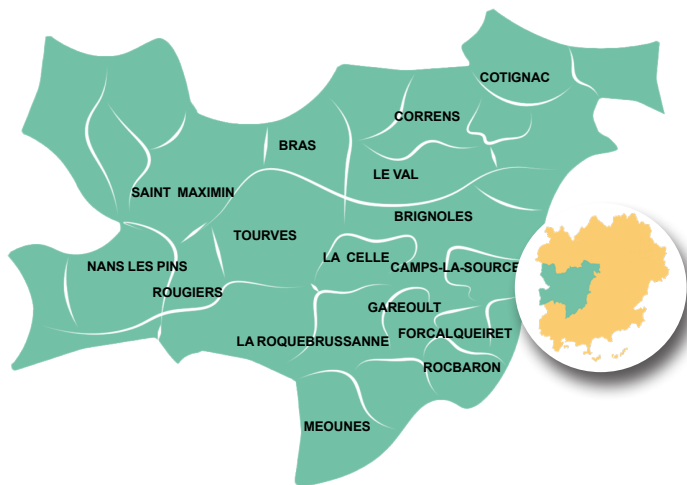 COTIGNAC
CORRENS
BRAS
LE VAL
SAINT MAXIMIN
BRIGNOLES
TOURVES
LA CELLE
CAMPS-LA-SOURCE
NANS LES PINS
ROUGIERS
GAREOULT
FORCALQUEIRET
LA ROQUEBRUSSANNE
ROCBARON
MEOUNES